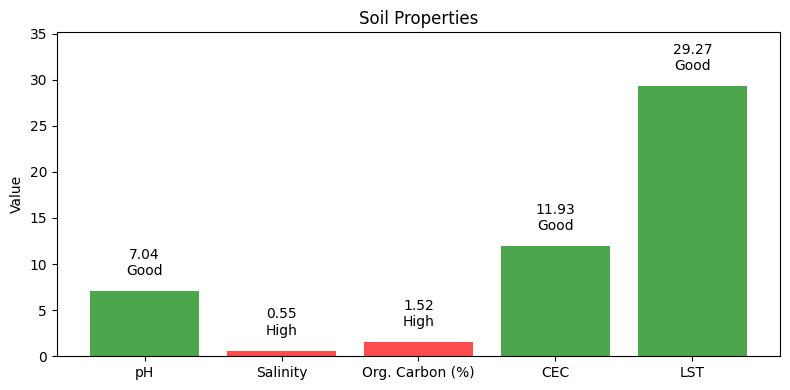 Soil Properties
Value
35
30
25
20
15
10
5
0
7.04
Good
0.55
High
1.52
High
11.93
Good
29.27
Good
pH
Salinity
Org. Carbon (%)
CEC
LST